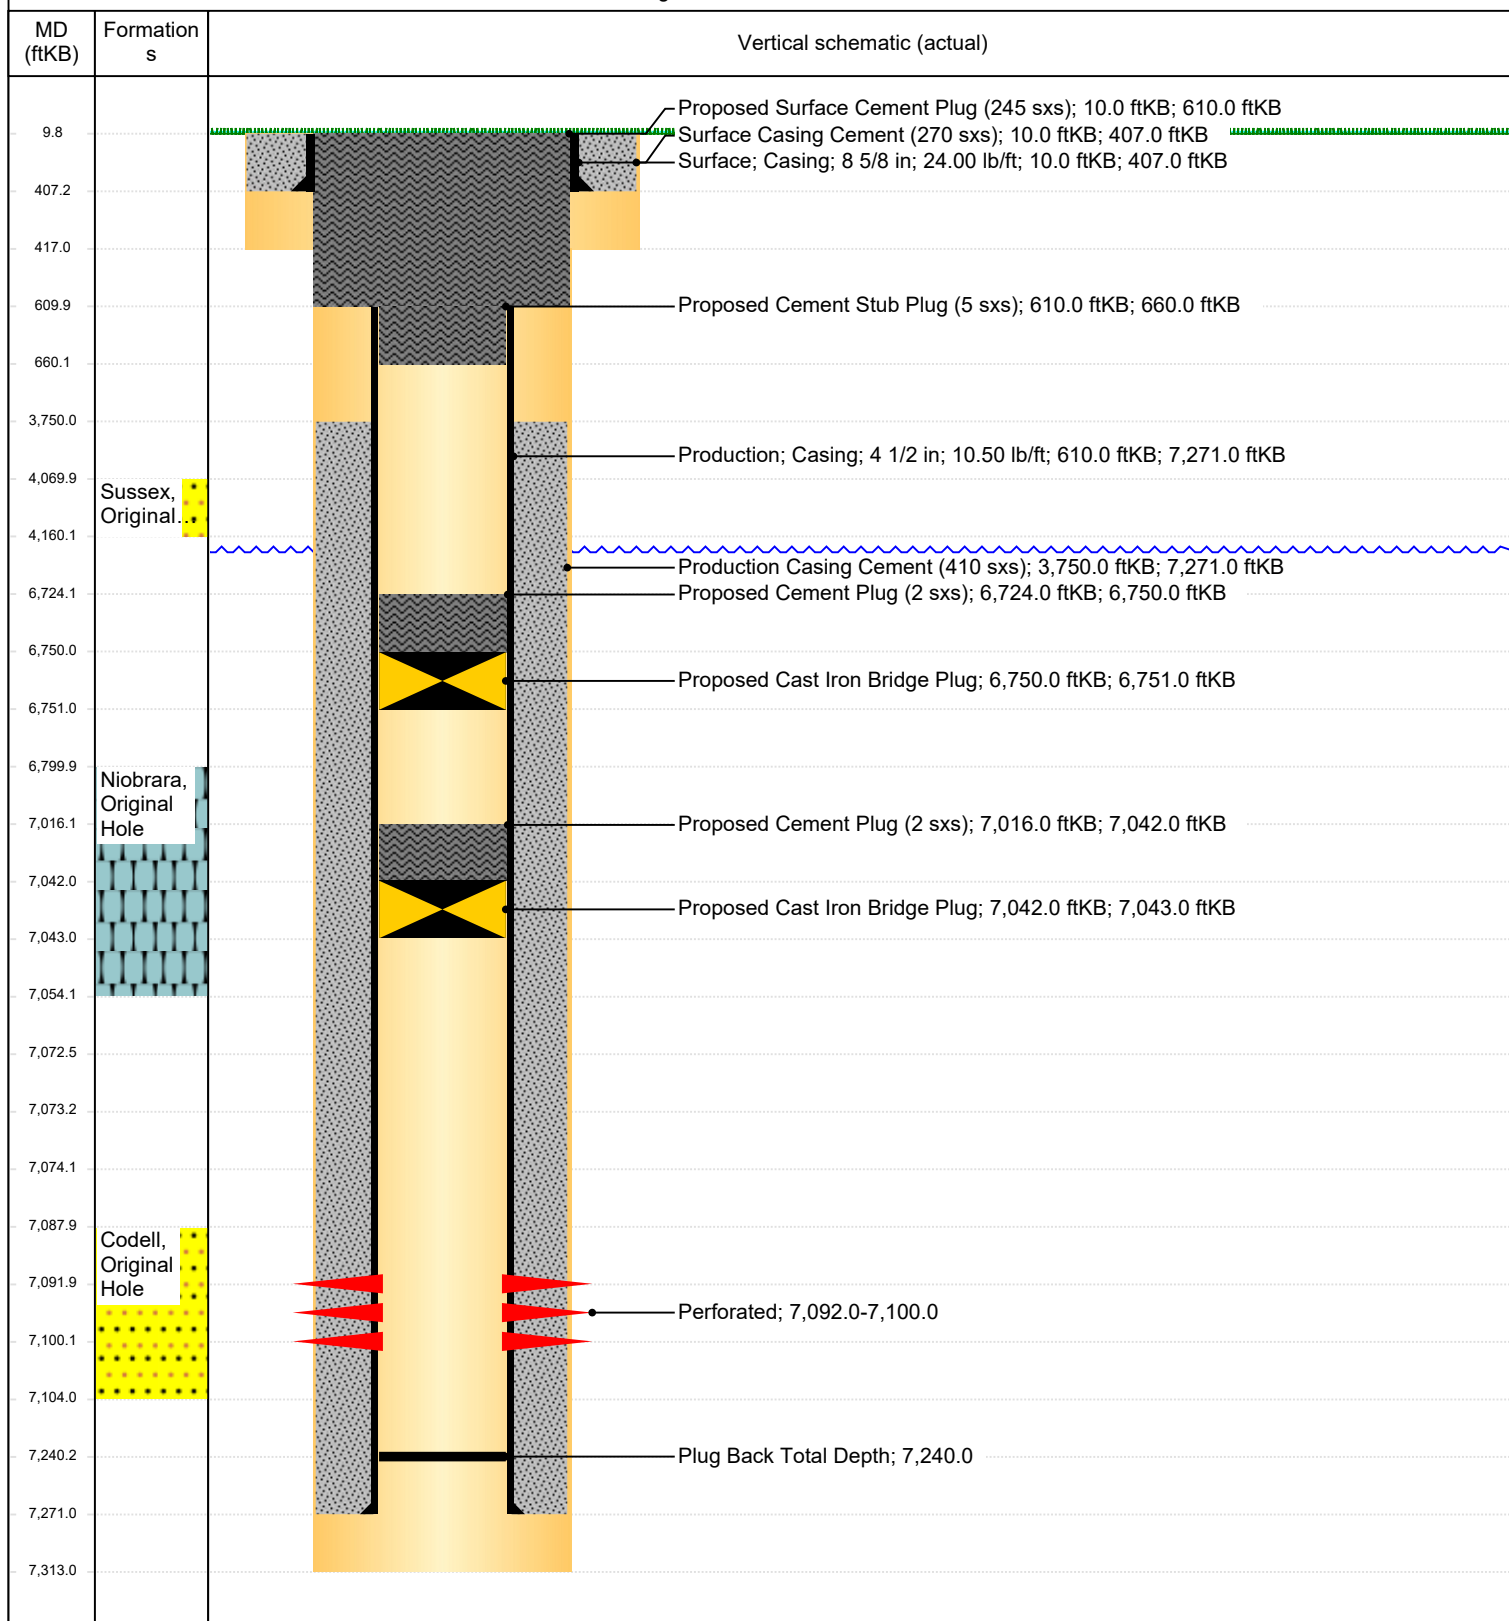 MD
(ftKB)
Formation
s
Vertical schematic (actual)
9.8
407.2
417.0
609.9
660.1
3,750.0
4,069.9
4,160.1
6,724.1
6,750.0
6,751.0
6,799.9
7,016.1
7,042.0
7,043.0
7,054.1
7,072.5
7,073.2
7,074.1
7,087.9
7,091.9
7,100.1
7,104.0
7,240.2
7,271.0
7,313.0
Sussex,
Original...
Niobrara,
Original
Hole
Codell,
Original
Hole
Proposed Surface Cement Plug (245 sxs); 10.0 ftKB; 610.0 ftKB
Surface Casing Cement (270 sxs); 10.0 ftKB; 407.0 ftKB
Surface; Casing; 8 5/8 in; 24.00 lb/ft; 10.0 ftKB; 407.0 ftKB
Proposed Cement Stub Plug (5 sxs); 610.0 ftKB; 660.0 ftKB
Production; Casing; 4 1/2 in; 10.50 lb/ft; 610.0 ftKB; 7,271.0 ftKB
Production Casing Cement (410 sxs); 3,750.0 ftKB; 7,271.0 ftKB
Proposed Cement Plug (2 sxs); 6,724.0 ftKB; 6,750.0 ftKB
Proposed Cast Iron Bridge Plug; 6,750.0 ftKB; 6,751.0 ftKB
Proposed Cement Plug (2 sxs); 7,016.0 ftKB; 7,042.0 ftKB
Proposed Cast Iron Bridge Plug; 7,042.0 ftKB; 7,043.0 ftKB
Perforated; 7,092.0-7,100.0
Plug Back Total Depth; 7,240.0